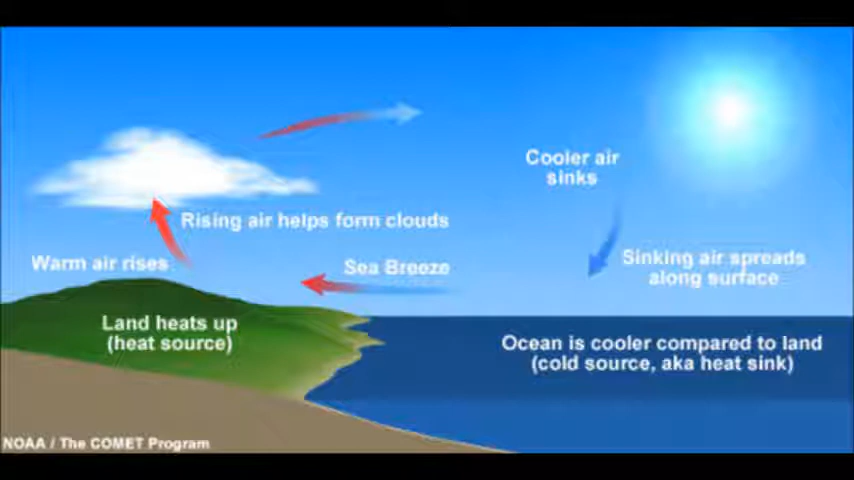 Cooler air
sinks
Rising air helps form clouds
Warm air rises
Sea Breeze
Sinking air spreads
along surface
Land heats up
(heat source)
Ocean is cooler compared to land
(cold source, aka heat sink)
NOAA / The COMET Program